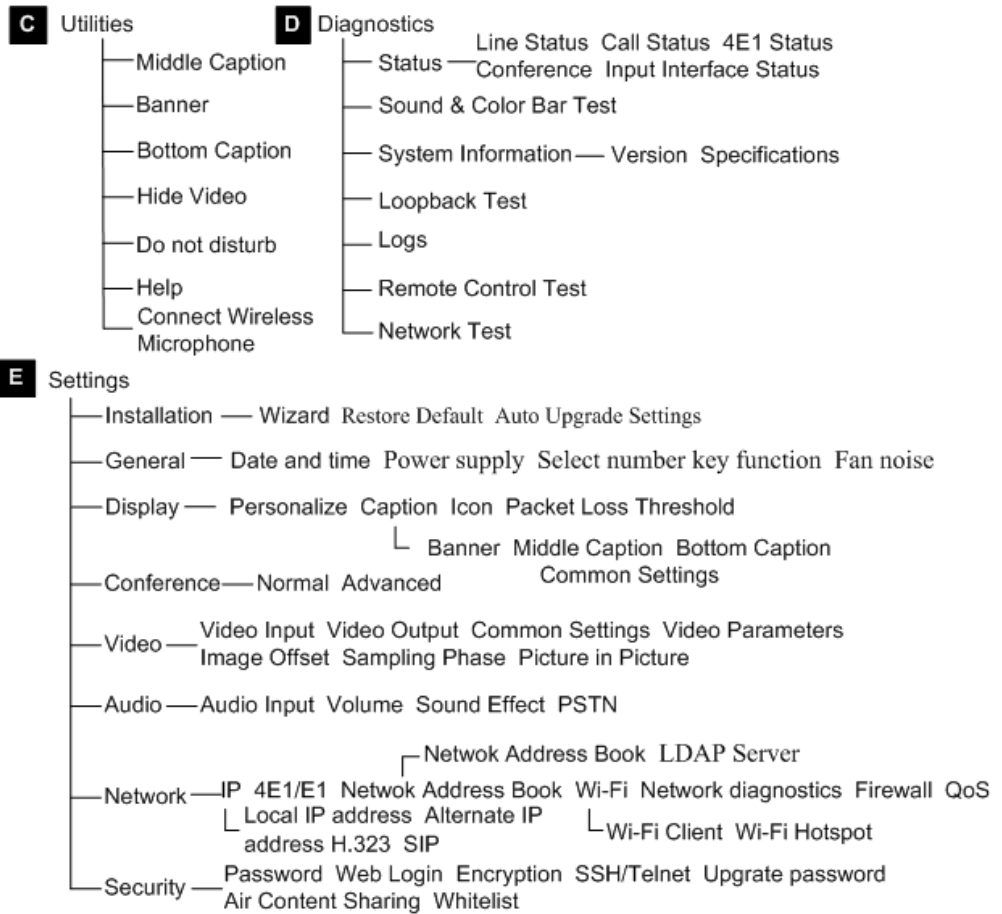 C Utilities
Middle Caption
Banner
Bottom Caption
Hide Video
Do not disturb
Help
Connect Wireless
Microphone
D Diagnostics
Status Line Status Call Status 4E1 Status
Conference Input Interface Status
Sound & Color Bar Test
System Information Version Specifications
Loopback Test
Logs
Remote Control Test
Network Test
E Settings
Installation Wizard Restore Default Auto Upgrade Settings
General Date and time Power supply Select number key function Fan noise
Display Personalize Caption Icon Packet Loss Threshold
Banner Middle Caption Bottom Caption
Common Settings
Conference Normal Advanced
Video Video Input Video Output Common Settings Video Parameters
Image Offset Sampling Phase Picture in Picture
Audio Audio Input Volume Sound Effect PSTN
Netwok Address Book LDAP Server
Network IP 4E1/E1 Netwok Address Book Wi-Fi Network diagnostics Firewall QoS
Local IP address Alternate IP
address H.323 SIP
Wi-Fi Client Wi-Fi Hotspot
Security Password Web Login Encryption SSH/Telnet Upgrate password
Air Content Sharing Whitelist